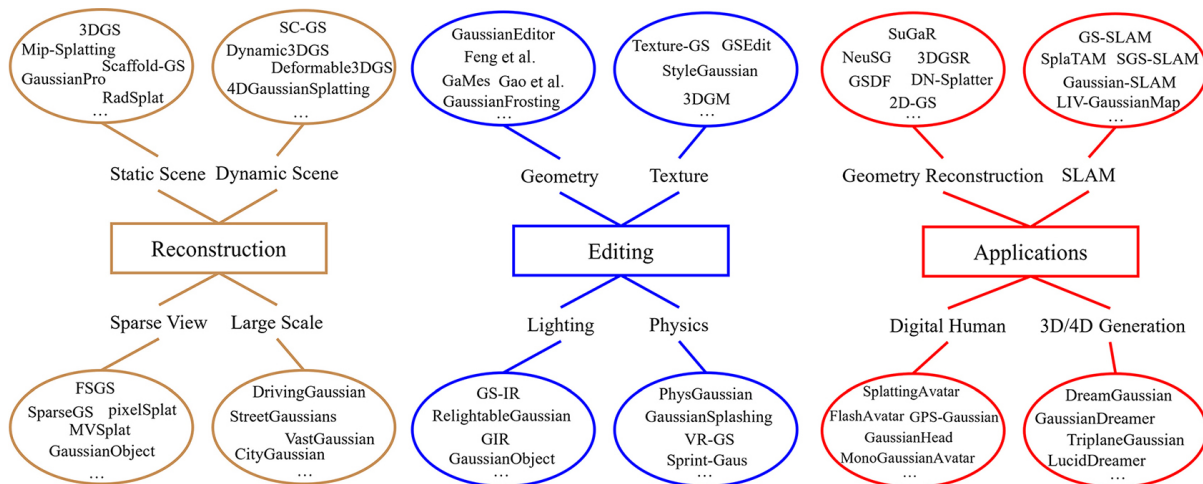 3DGS
Mip-Splatting
Scaffold-GS
GaussianPro
RadSplat
…
SC-GS
Dynamic3DGS
Deformable3DGS
4DGaussianSplatting
…
GaussianEditor
Feng et al.
GaMes Gao et al.
GaussianFrosting
…
Texture-GS GSEdit
StyleGaussian
3DGM
…
SuGaR
NeuSG 3DGSR
GSDF DN-Splatter
2D-GS
…
GS-SLAM
SplaTAM SGS-SLAM
Gaussian-SLAM
LIV-GaussianMap
…
Static Scene Dynamic Scene
Geometry Texture
Geometry Reconstruction SLAM
Reconstruction
Editing
Applications
Sparse View Large Scale
Lighting Physics
Digital Human 3D/4D Generation
FSGS
SparseGS pixelSplat
MVSplat
GaussianObject
…
DrivingGaussian
StreetGaussians
VastGaussian
CityGaussian
…
GS-IR
RelightableGaussian
GIR
GaussianObject
…
PhysGaussian
GaussianSplashing
VR-GS
Sprint-Gaus
…
SplattingAvatar
FlashAvatar GPS-Gaussian
GaussianHead
MonoGaussianAvatar
…
DreamGaussian
GaussianDreamer
TriplaneGaussian
LucidDreamer
…